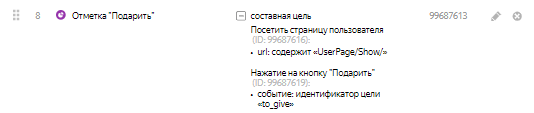 8 Отметка "Подарить" составная цель 99687613
Посетить страницу пользователя
(ID: 99687616):
• url: содержит «UserPage/Show/»
Нажатие на кнопку "Подарить"
(ID: 99687619):
• событие: идентификатор цели
«to_give»